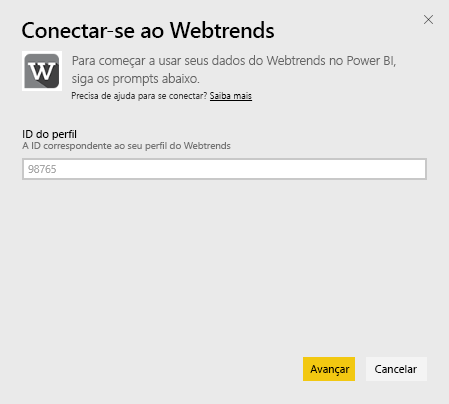 Conectar-se ao Webtrends
W
Para começar a usar seus dados do Webtrends no Power BI,
siga os prompts abaixo.
Precisa de ajuda para se conectar? Saiba mais
ID do perfil
A ID correspondente ao seu perfil do Webtrends
98765
Avançar
Cancelar